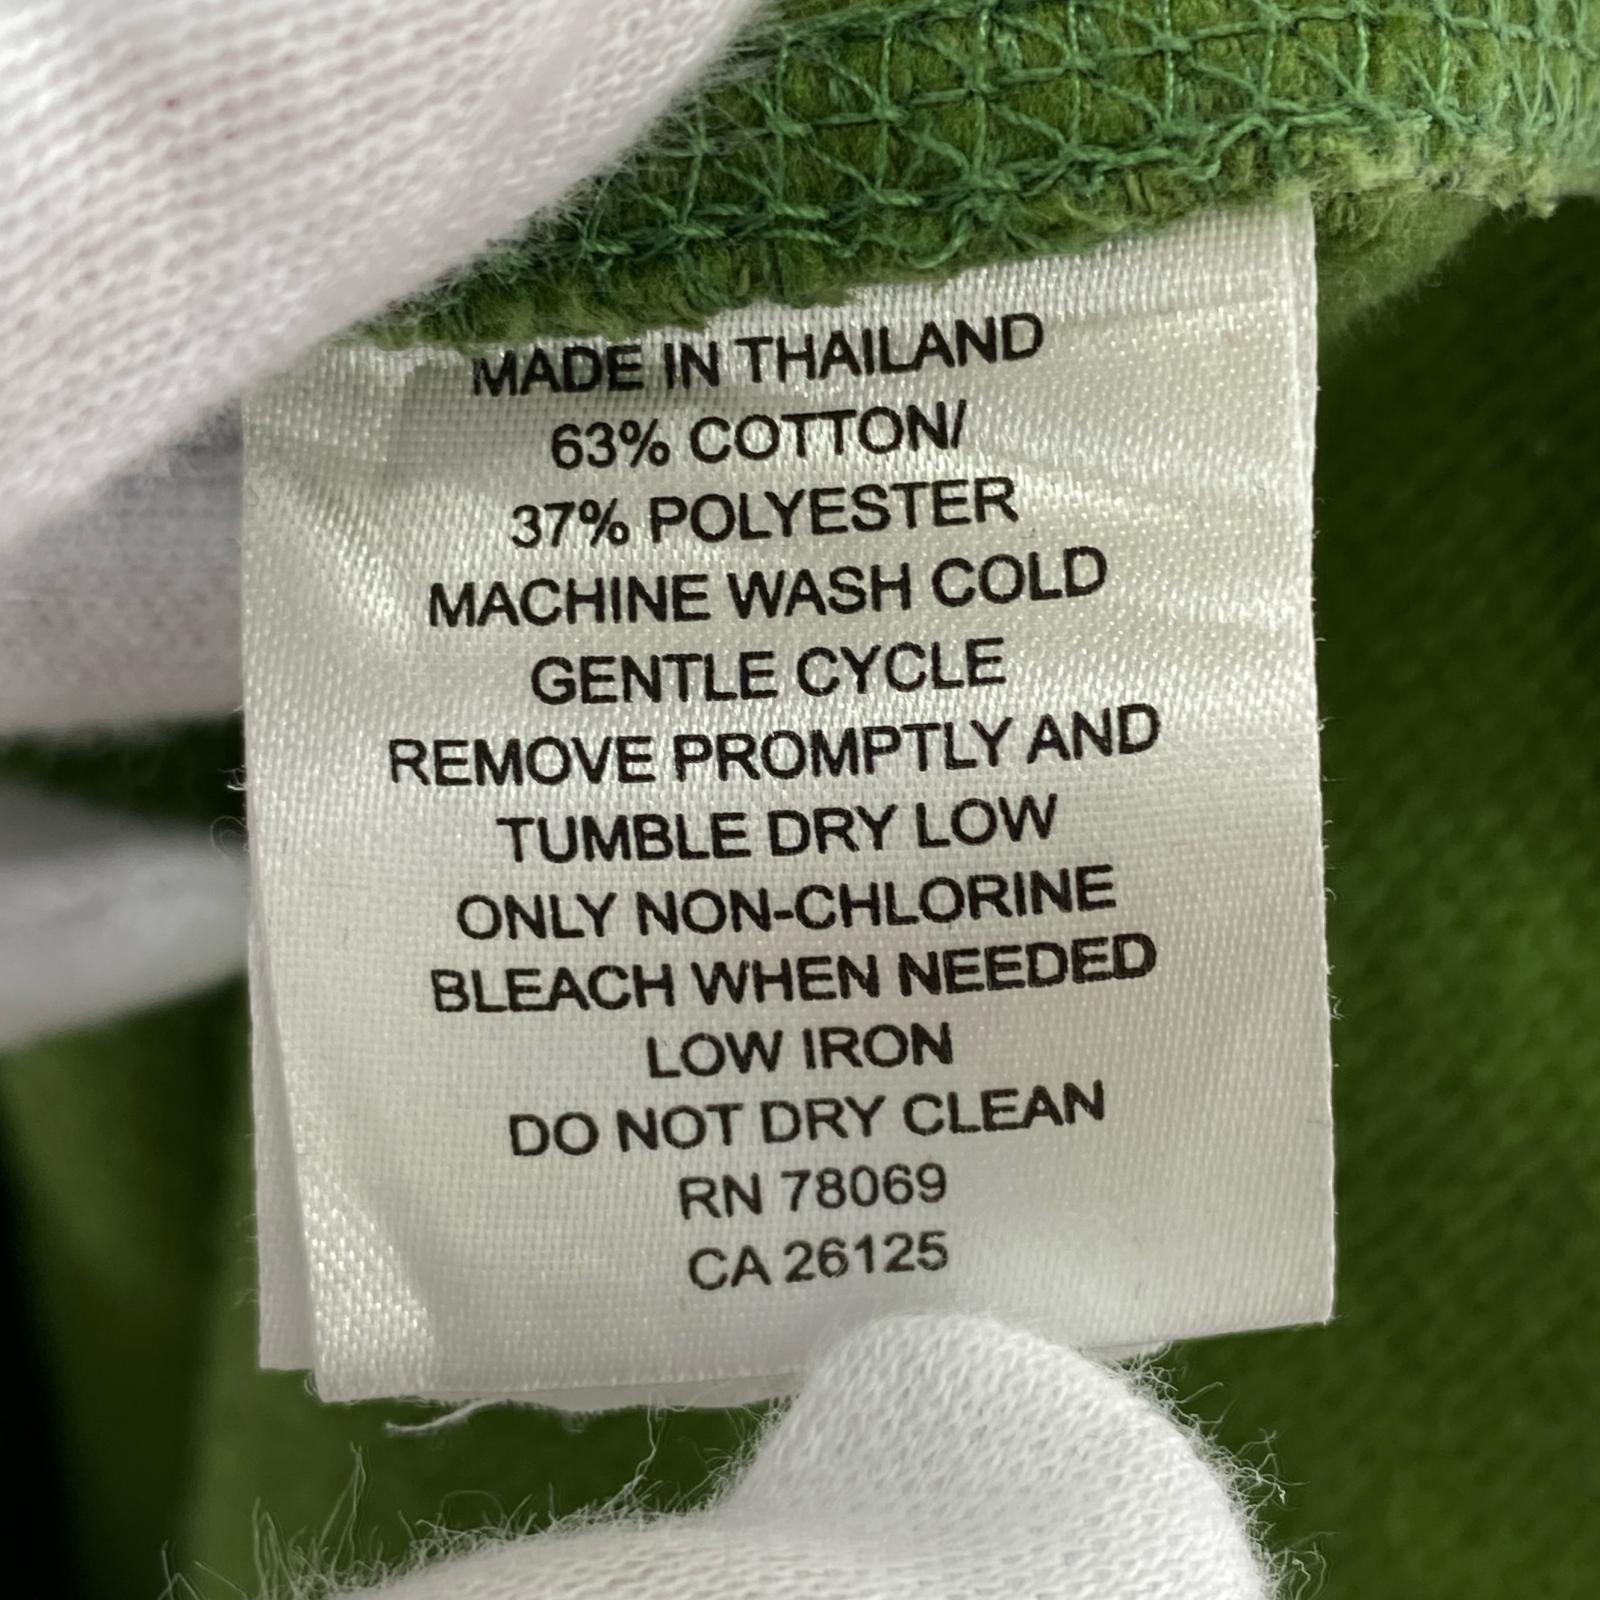 MADE IN THAILAND
63% COTTON/
37% POLYESTER
MACHINE WASH COLD
GENTLE CYCLE
REMOVE PROMPTLY AND
TUMBLE DRY LOW
ONLY NON-CHLORINE
BLEACH WHEN NEEDED
LOW IRON
DO NOT DRY CLEAN
RN 78069
CA 26125